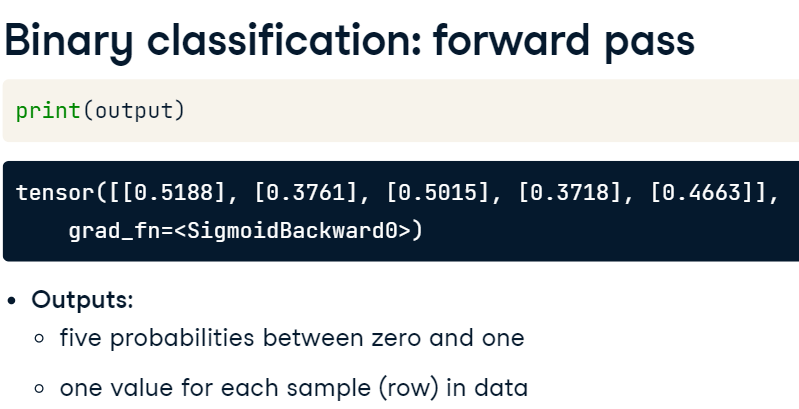 Binary classification: forward pass
print(output)
tensor([[0.5188], [0.3761], [0.5015], [0.3718], [0.4663]],
    grad_fn=<SigmoidBackward0>)
• Outputs:
○ five probabilities between zero and one
○ one value for each sample (row) in data